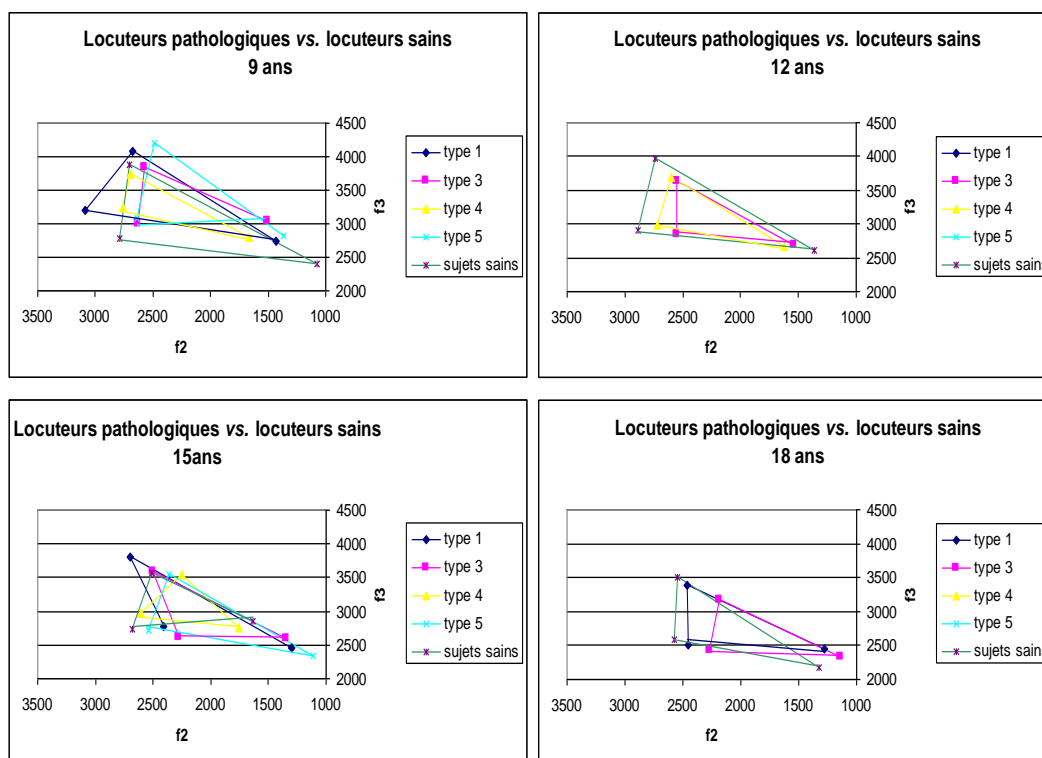 Locuteurs pathologiques vs. locuteurs sains
9 ans
4500
4000
3500
3000
2500
2000
f3
3500 3000 2500 2000 1500 1000
f2
type 1
type 3
type 4
type 5
sujets sains
Locuteurs pathologiques vs. locuteurs sains
12 ans
4500
4000
3500
3000
2500
2000
f3
3500 3000 2500 2000 1500 1000
f2
type 1
type 3
type 4
type 5
sujets sains
Locuteurs pathologiques vs. locuteurs sains
15ans
4500
4000
3500
3000
2500
2000
f3
3500 3000 2500 2000 1500 1000
f2
type 1
type 3
type 4
type 5
sujets sains
Locuteurs pathologiques vs. locuteurs sains
18 ans
4500
4000
3500
3000
2500
2000
f3
3500 3000 2500 2000 1500 1000
f2
type 1
type 3
type 4
type 5
sujets sains